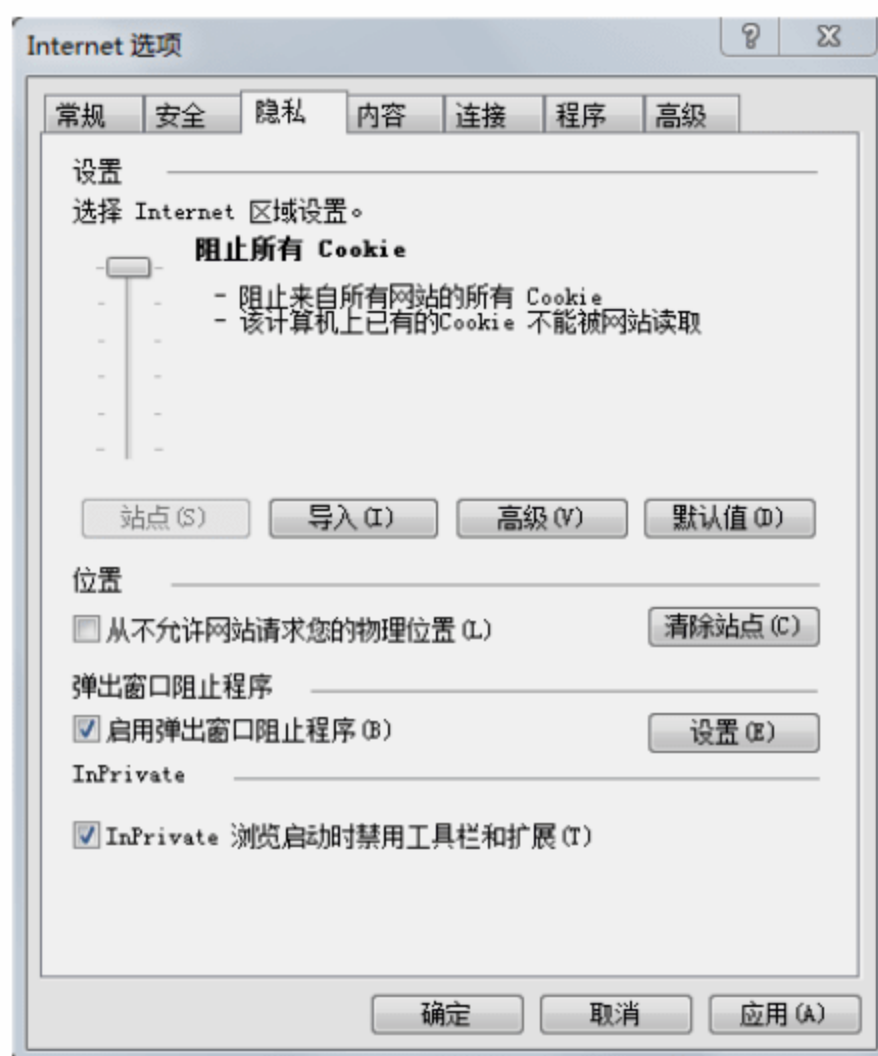 Internet 选项
常规 安全 隐私 内容 连接 程序 高级
设置
选择 Internet 区域设置。
阻止所有 Cookie
- 阻止来自所有网站的所有 Cookie
- 该计算机上已有的Cookie 不能被网站读取
站点(S) 导入(I) 高级(V) 默认值(D)
位置
从不允许网站请求您的物理位置(L) 清除站点(C)
弹出窗口阻止程序
启用弹出窗口阻止程序(B) 设置(E)
InPrivate
InPrivate 浏览启动时禁用工具栏和扩展(T)
确定 取消 应用(A)